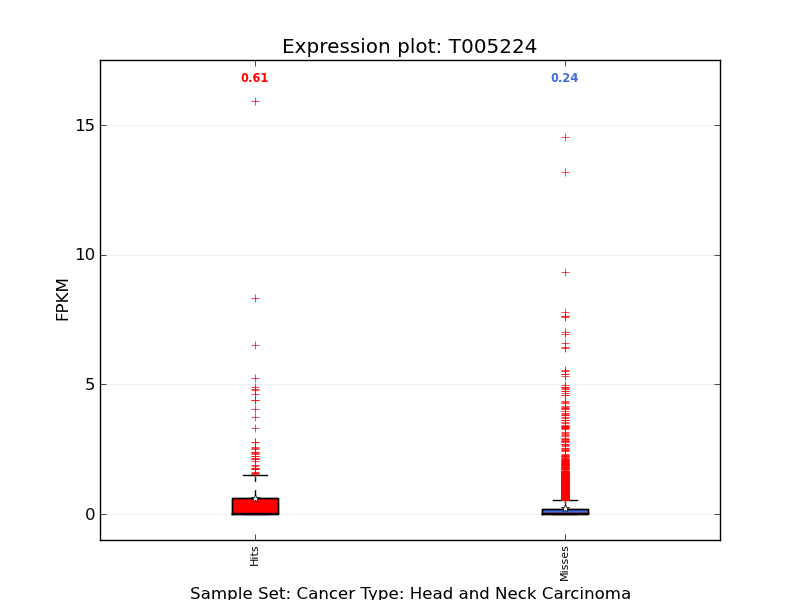 Expression plot: T005224
0.61
0.24
15
10
5
0
FPKM
Hits
Misses
Sample Set: Cancer Type: Head and Neck Carcinoma